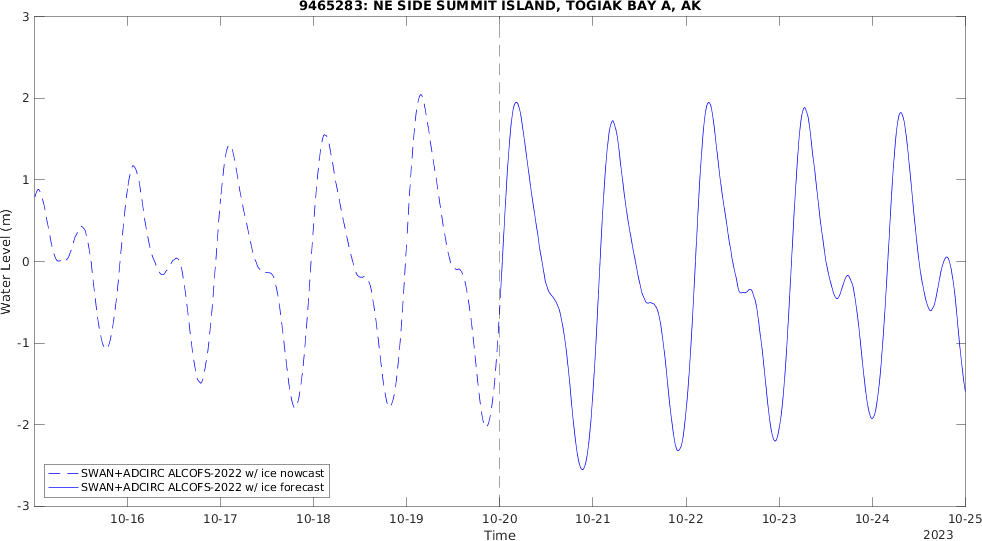 9465283: NE SIDE SUMMIT ISLAND, TOGIAK BAY A, AK
Water Level (m)
3
2
1
0
-1
-2
-3
SWAN+ADCIRC ALCOFS-2022 w/ ice nowcast
SWAN+ADCIRC ALCOFS-2022 w/ ice forecast
10-16 10-17 10-18 10-19 10-20 10-21 10-22 10-23 10-24 10-25
Time
2023